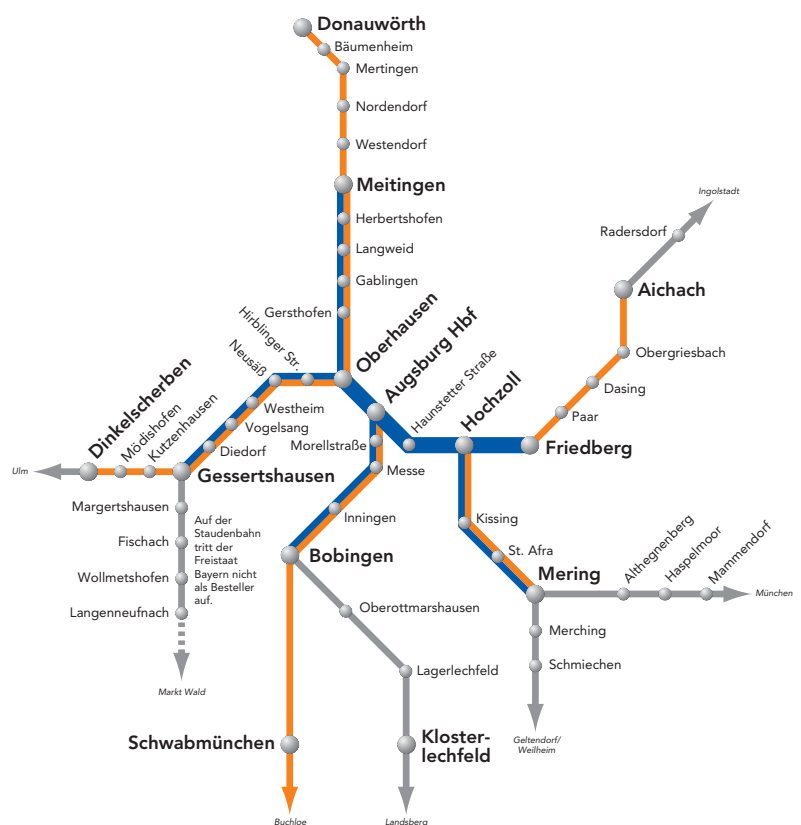 Donauwörth
Bäumenheim
Mertingen
Nordendorf
Westendorf
Meitingen
Herbertshofen
Langweid
Gablingen
Gersthofen
Ingolstadt
Radersdorf
Aichach
Obergriesbach
Dasing
Paar
Friedberg
Oberhausen
Augsburg Hbf
Haunstetter Straße
Hochzoll
Hirblinger Str.
Neusäß
Westheim
Vogelsang
Diedorf
Gessertshausen
Kutzenhausen
Mödishofen
Dinkelscherben
Ulm
Morellstraße
Messe
Inningen
Bobingen
Margertshausen
Fischach
Wollmetshofen
Langenneufnach
Markt Wald
Auf der
Staudenbahn
tritt der
Freistaat
Bayern nicht
als Besteller
auf.
Kissing
St. Afra
Mering
Althegnenberg
Haspelmoor
Mammendorf
München
Merching
Schmiechen
Geltendorf/
Weilheim
Oberottmarshausen
Lagerlechfeld
Kloster-
lechfeld
Landsberg
Schwabmünchen
Buchloe